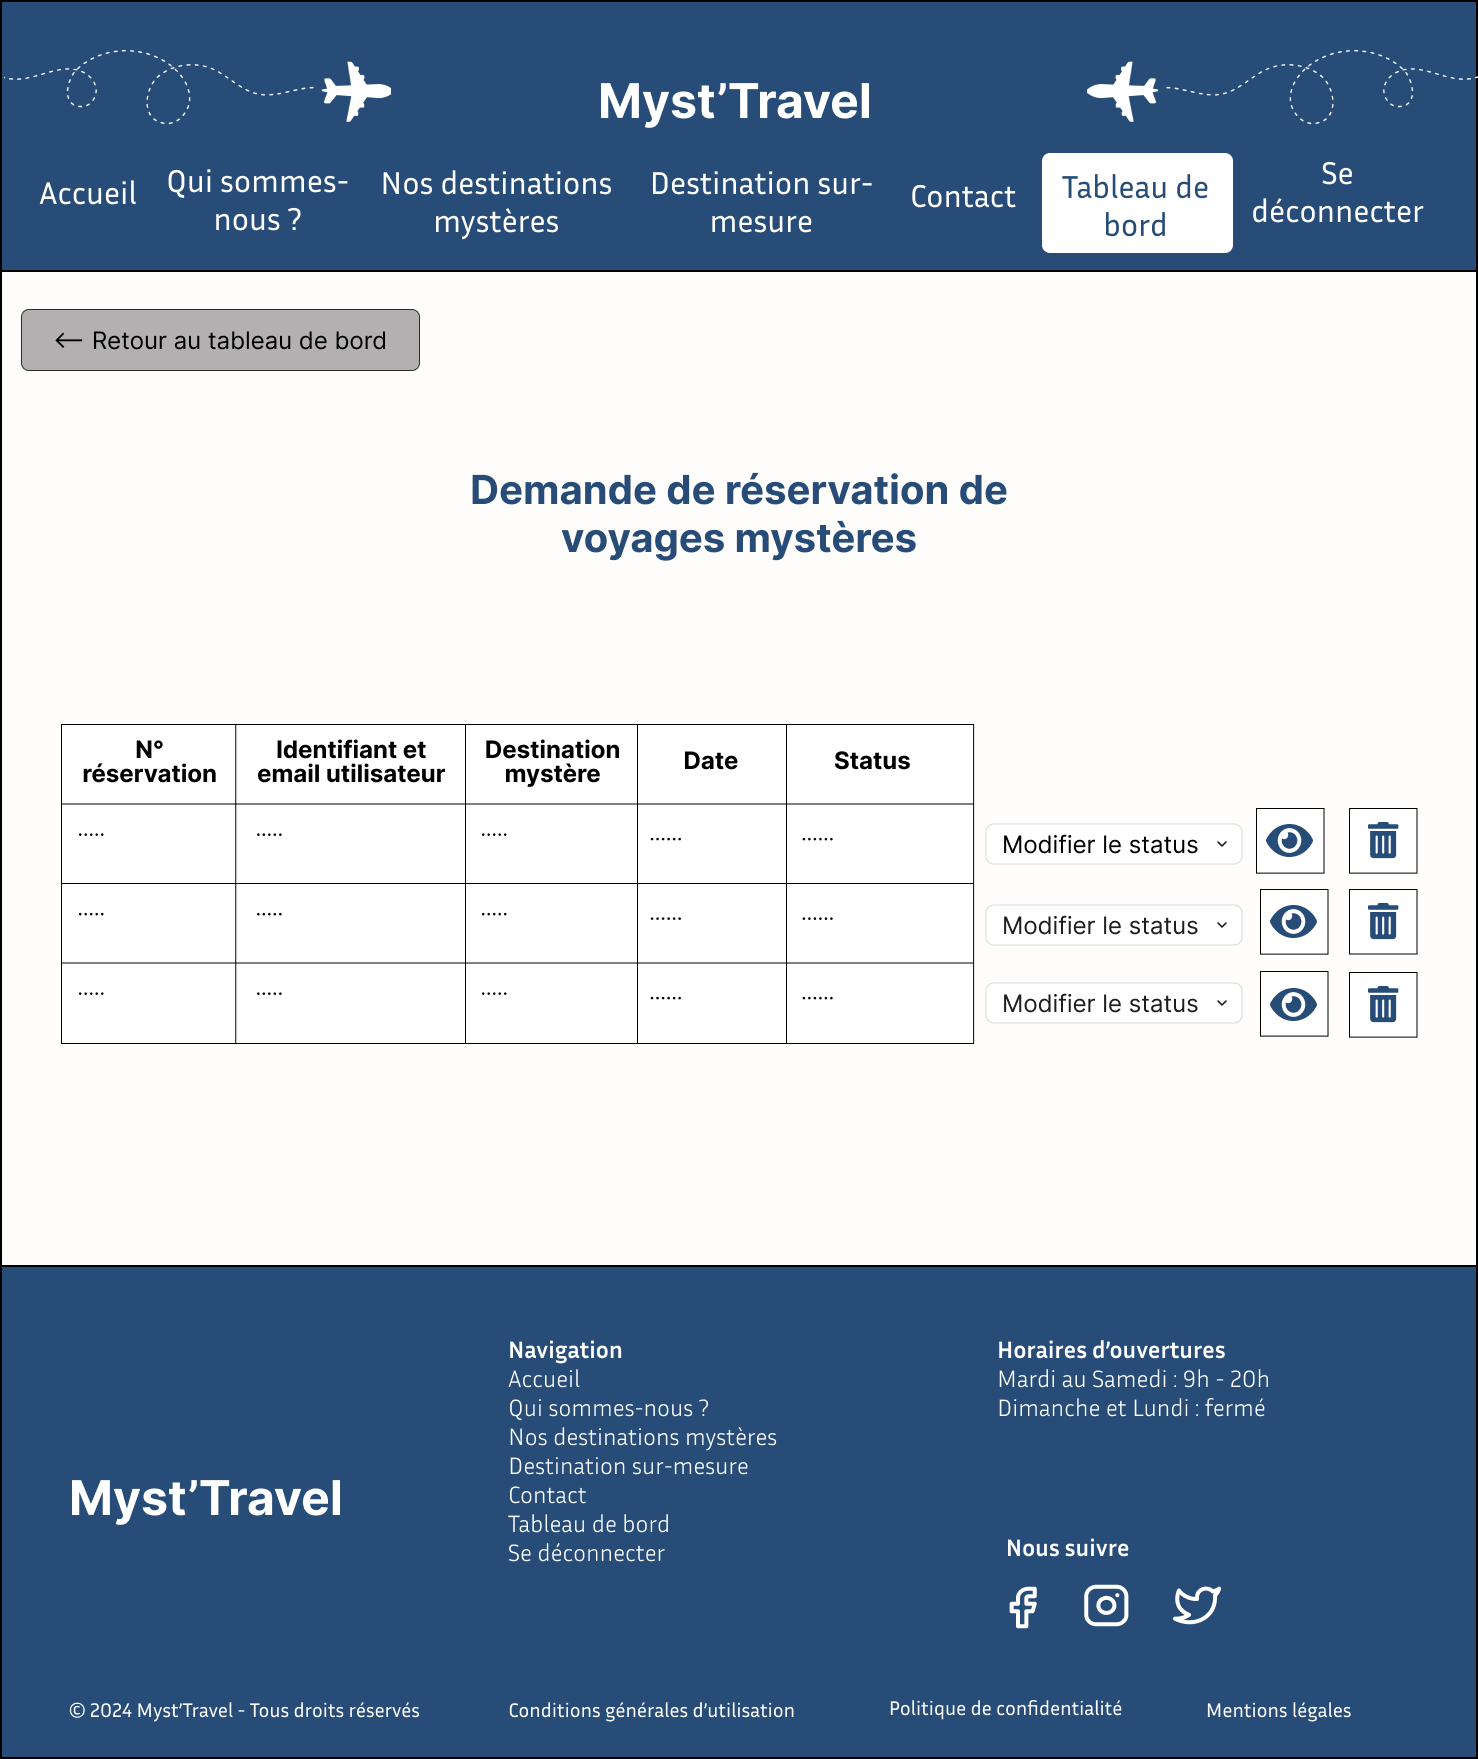 Myst’Travel
Accueil
Qui sommes-
nous ?
Nos destinations
mystères
Destination sur-
mesure
Contact
Tableau de
bord
Se
déconnecter
← Retour au tableau de bord
Demande de réservation de
voyages mystères
N°
réservation
Identifiant et
email utilisateur
Destination
mystère
Date
Status
.....
.....
.....
......
......
Modifier le status
.....
.....
.....
......
......
Modifier le status
.....
.....
.....
......
......
Modifier le status
Myst’Travel
Navigation
Accueil
Qui sommes-nous ?
Nos destinations mystères
Destination sur-mesure
Contact
Tableau de bord
Se déconnecter
Horaires d’ouvertures
Mardi au Samedi : 9h - 20h
Dimanche et Lundi : fermé
Nous suivre
© 2024 Myst’Travel - Tous droits réservés
Conditions générales d’utilisation
Politique de confidentialité
Mentions légales